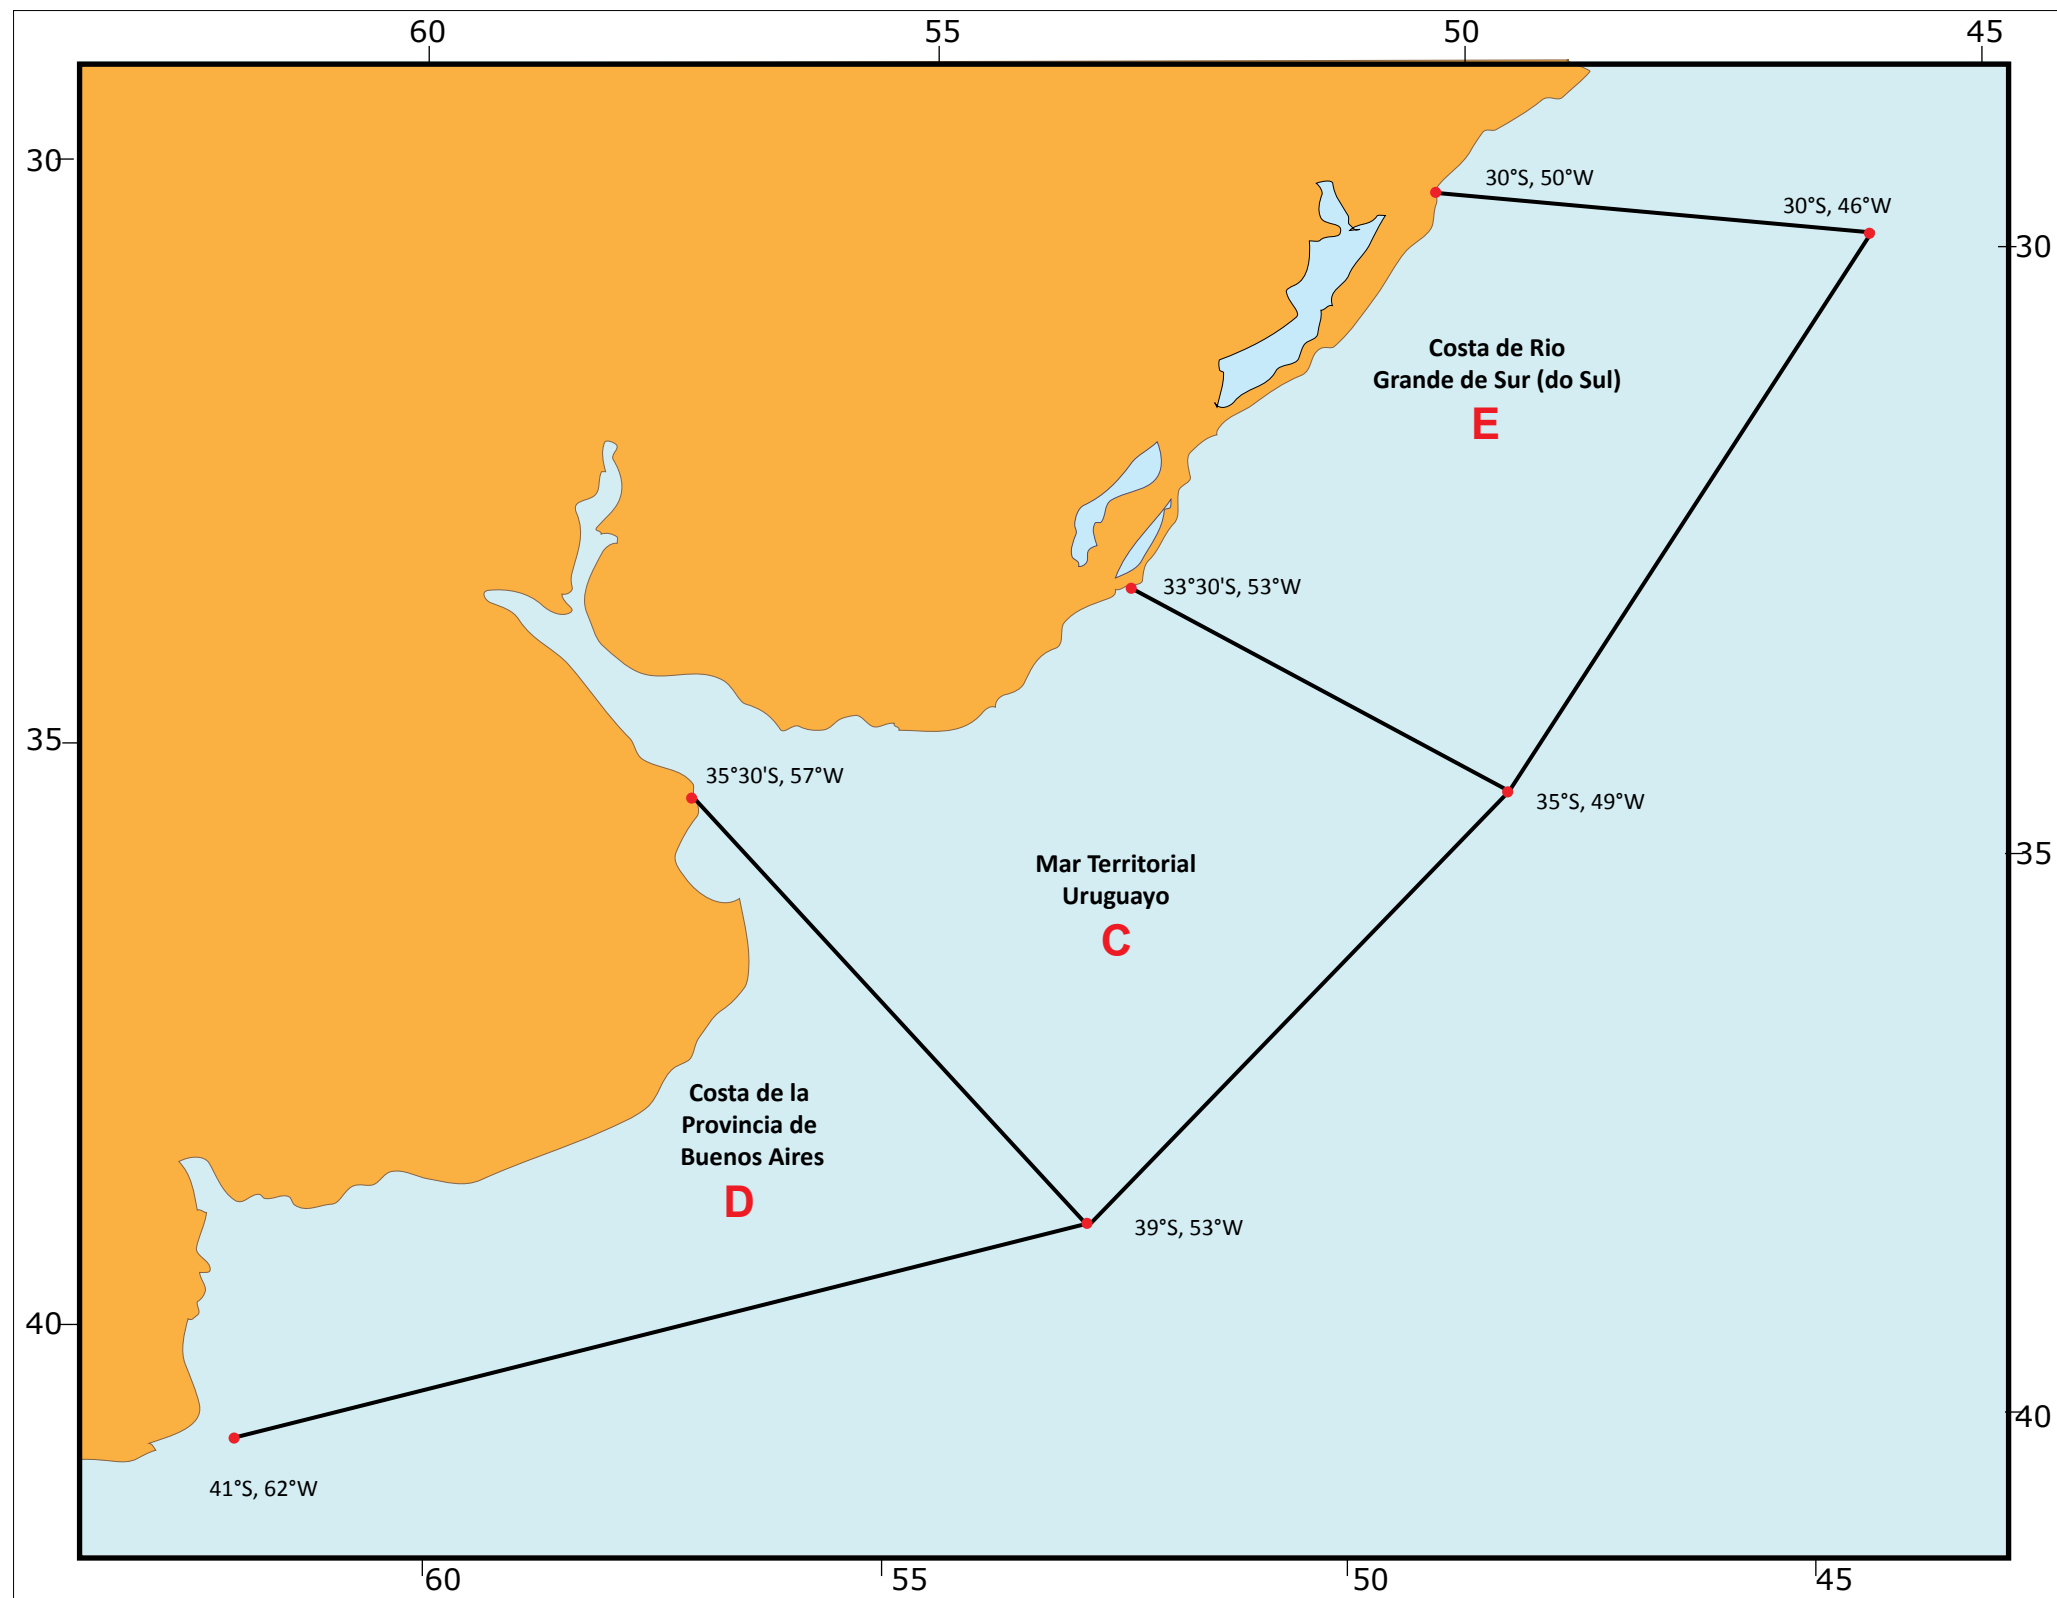 60
55
50
45
30
30°S, 50°W
30°S, 46°W
30
Costa de Rio
Grande de Sur (do Sul)
E
33°30'S, 53°W
35
35°30'S, 57°W
35°S, 49°W
35
Mar Territorial
Uruguayo
C
Costa de la
Provincia de
Buenos Aires
D
39°S, 53°W
40
40
41°S, 62°W
60
55
50
45